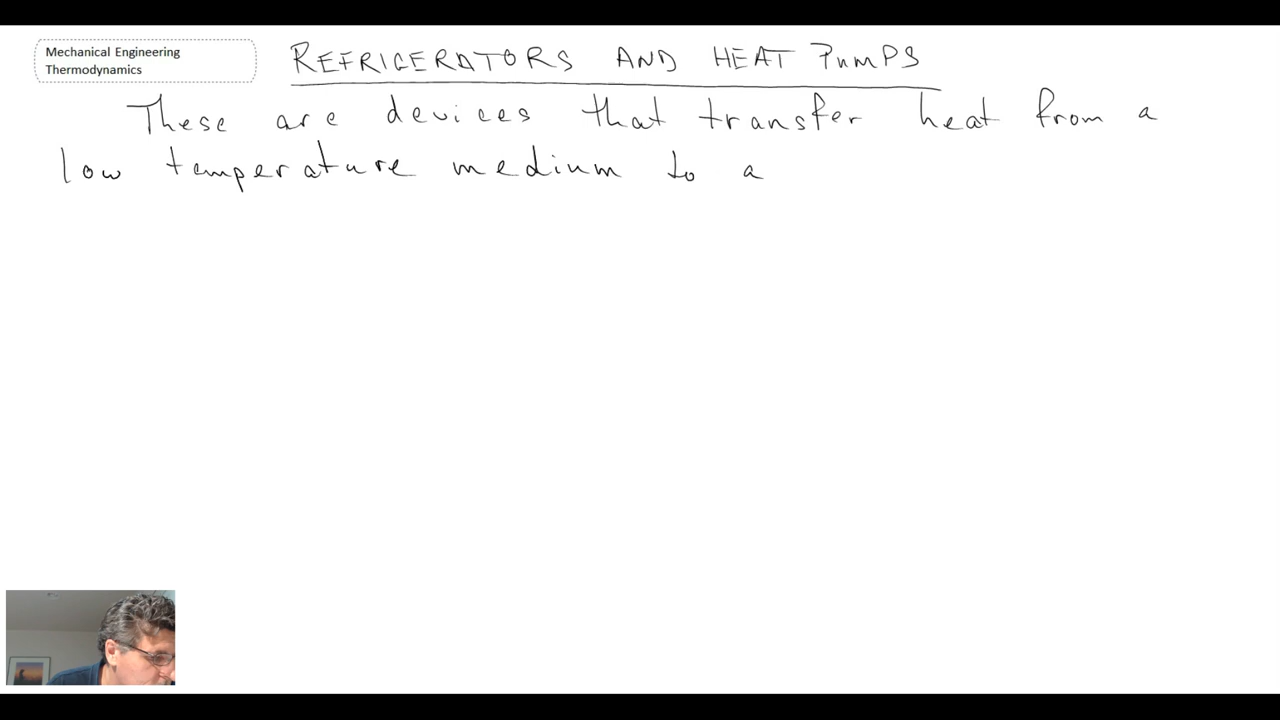 Mechanical Engineering
Thermodynamics
REFRIGERATORS AND HEAT PUMPS
These are devices that transfer heat from a
low temperature medium to a